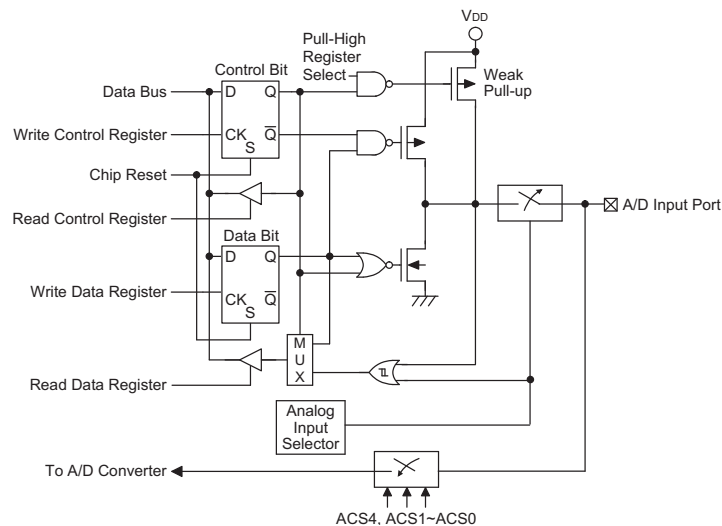 VDD
Pull-High
Register
Select
Weak
Pull-up
Control Bit
Data Bus
D
Q
Write Control Register
CK
Q
S
Chip Reset
Read Control Register
A/D Input Port
Data Bit
D
Q
Write Data Register
CK
Q
S
M
U
X
Read Data Register
Analog
Input
Selector
To A/D Converter
ACS4, ACS1~ACS0